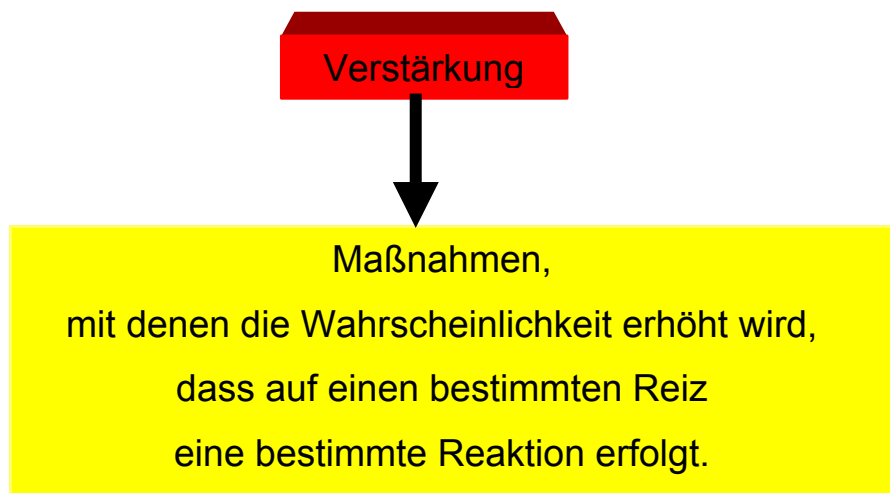 Verstärkung
Maßnahmen,
mit denen die Wahrscheinlichkeit erhöht wird,
dass auf einen bestimmten Reiz
eine bestimmte Reaktion erfolgt.